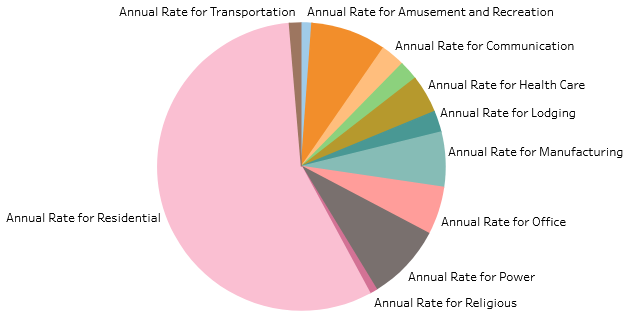 Annual Rate for Transportation
Annual Rate for Amusement and Recreation
Annual Rate for Communication
Annual Rate for Health Care
Annual Rate for Lodging
Annual Rate for Manufacturing
Annual Rate for Residential
Annual Rate for Office
Annual Rate for Power
Annual Rate for Religious